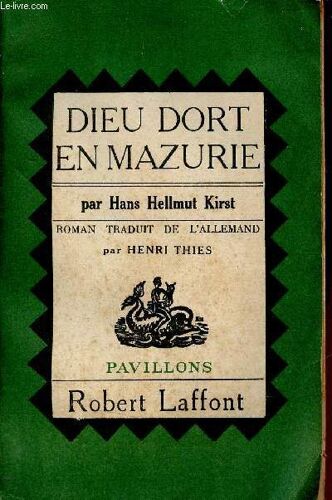 Le-livre.com
DIEU DORT
EN MAZURIE
par Hans Hellmut Kirst
ROMAN TRADUIT DE L'ALLEMAND
par HENRI THIES
PAVILLONS
Robert Laffont